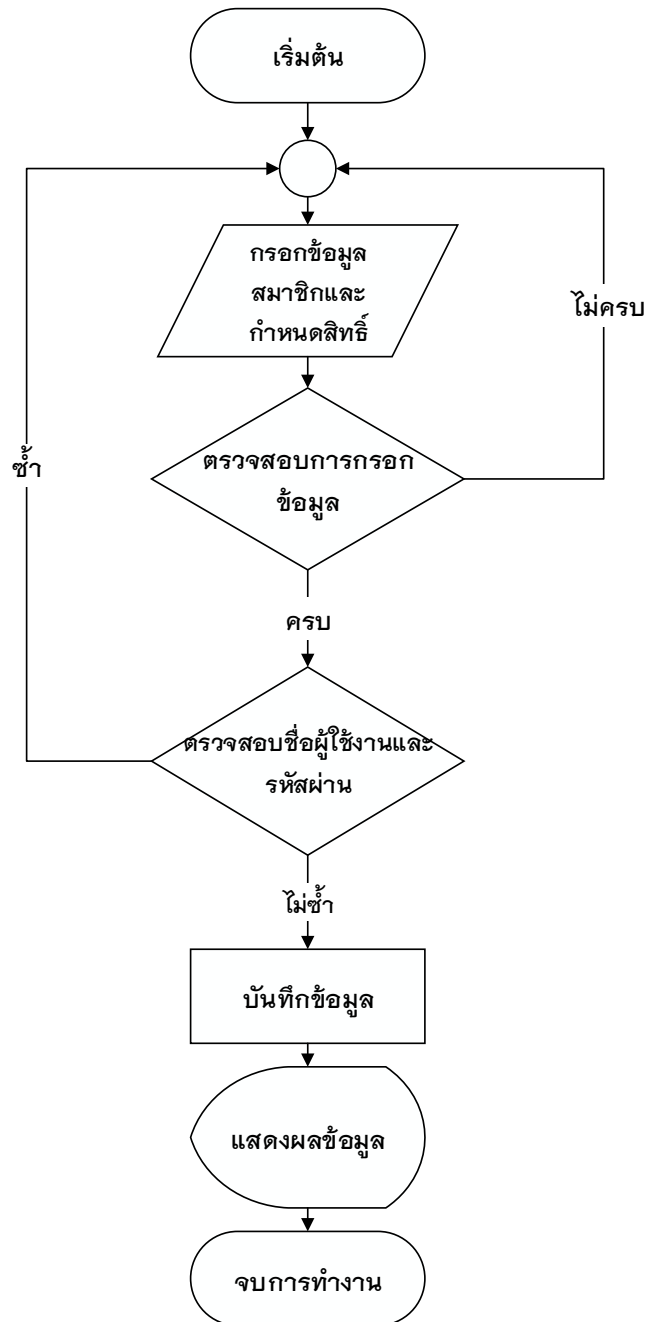 เริ่มต้น
กรอกข้อมูล
สมาชิกและ
กำหนดสิทธิ์
ไม่ครบ
ตรวจสอบการกรอก
ข้อมูล
ซ้ำ
ครบ
ตรวจสอบชื่อผู้ใช้งานและ
รหัสผ่าน
ไม่ซ้ำ
บันทึกข้อมูล
แสดงผลข้อมูล
จบการทำงาน